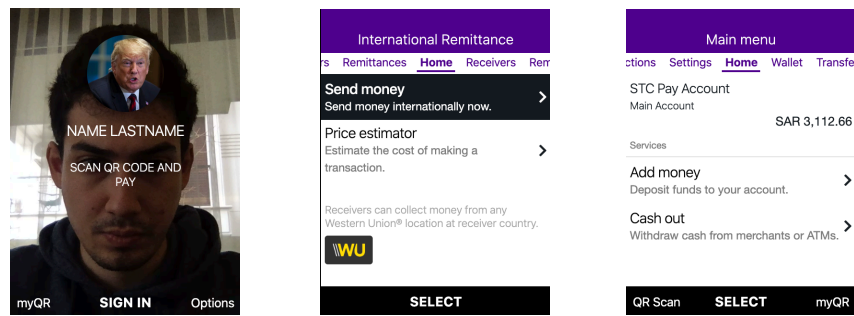 NAME LASTNAME
SCAN QR CODE AND
PAY
myQR SIGN IN Options
International Remittance
rs Remittances Home Receivers Rem
Send money
Send money internationally now.
Price estimator
Estimate the cost of making a
transaction.
Receivers can collect money from any
Western Union® location at receiver country.
WU
SELECT
Main menu
ctions Settings Home Wallet Transfe
STC Pay Account
Main Account
SAR 3,112.66
Services
Add money
Deposit funds to your account.
Cash out
Withdraw cash from merchants or ATMs.
QR Scan SELECT myQR